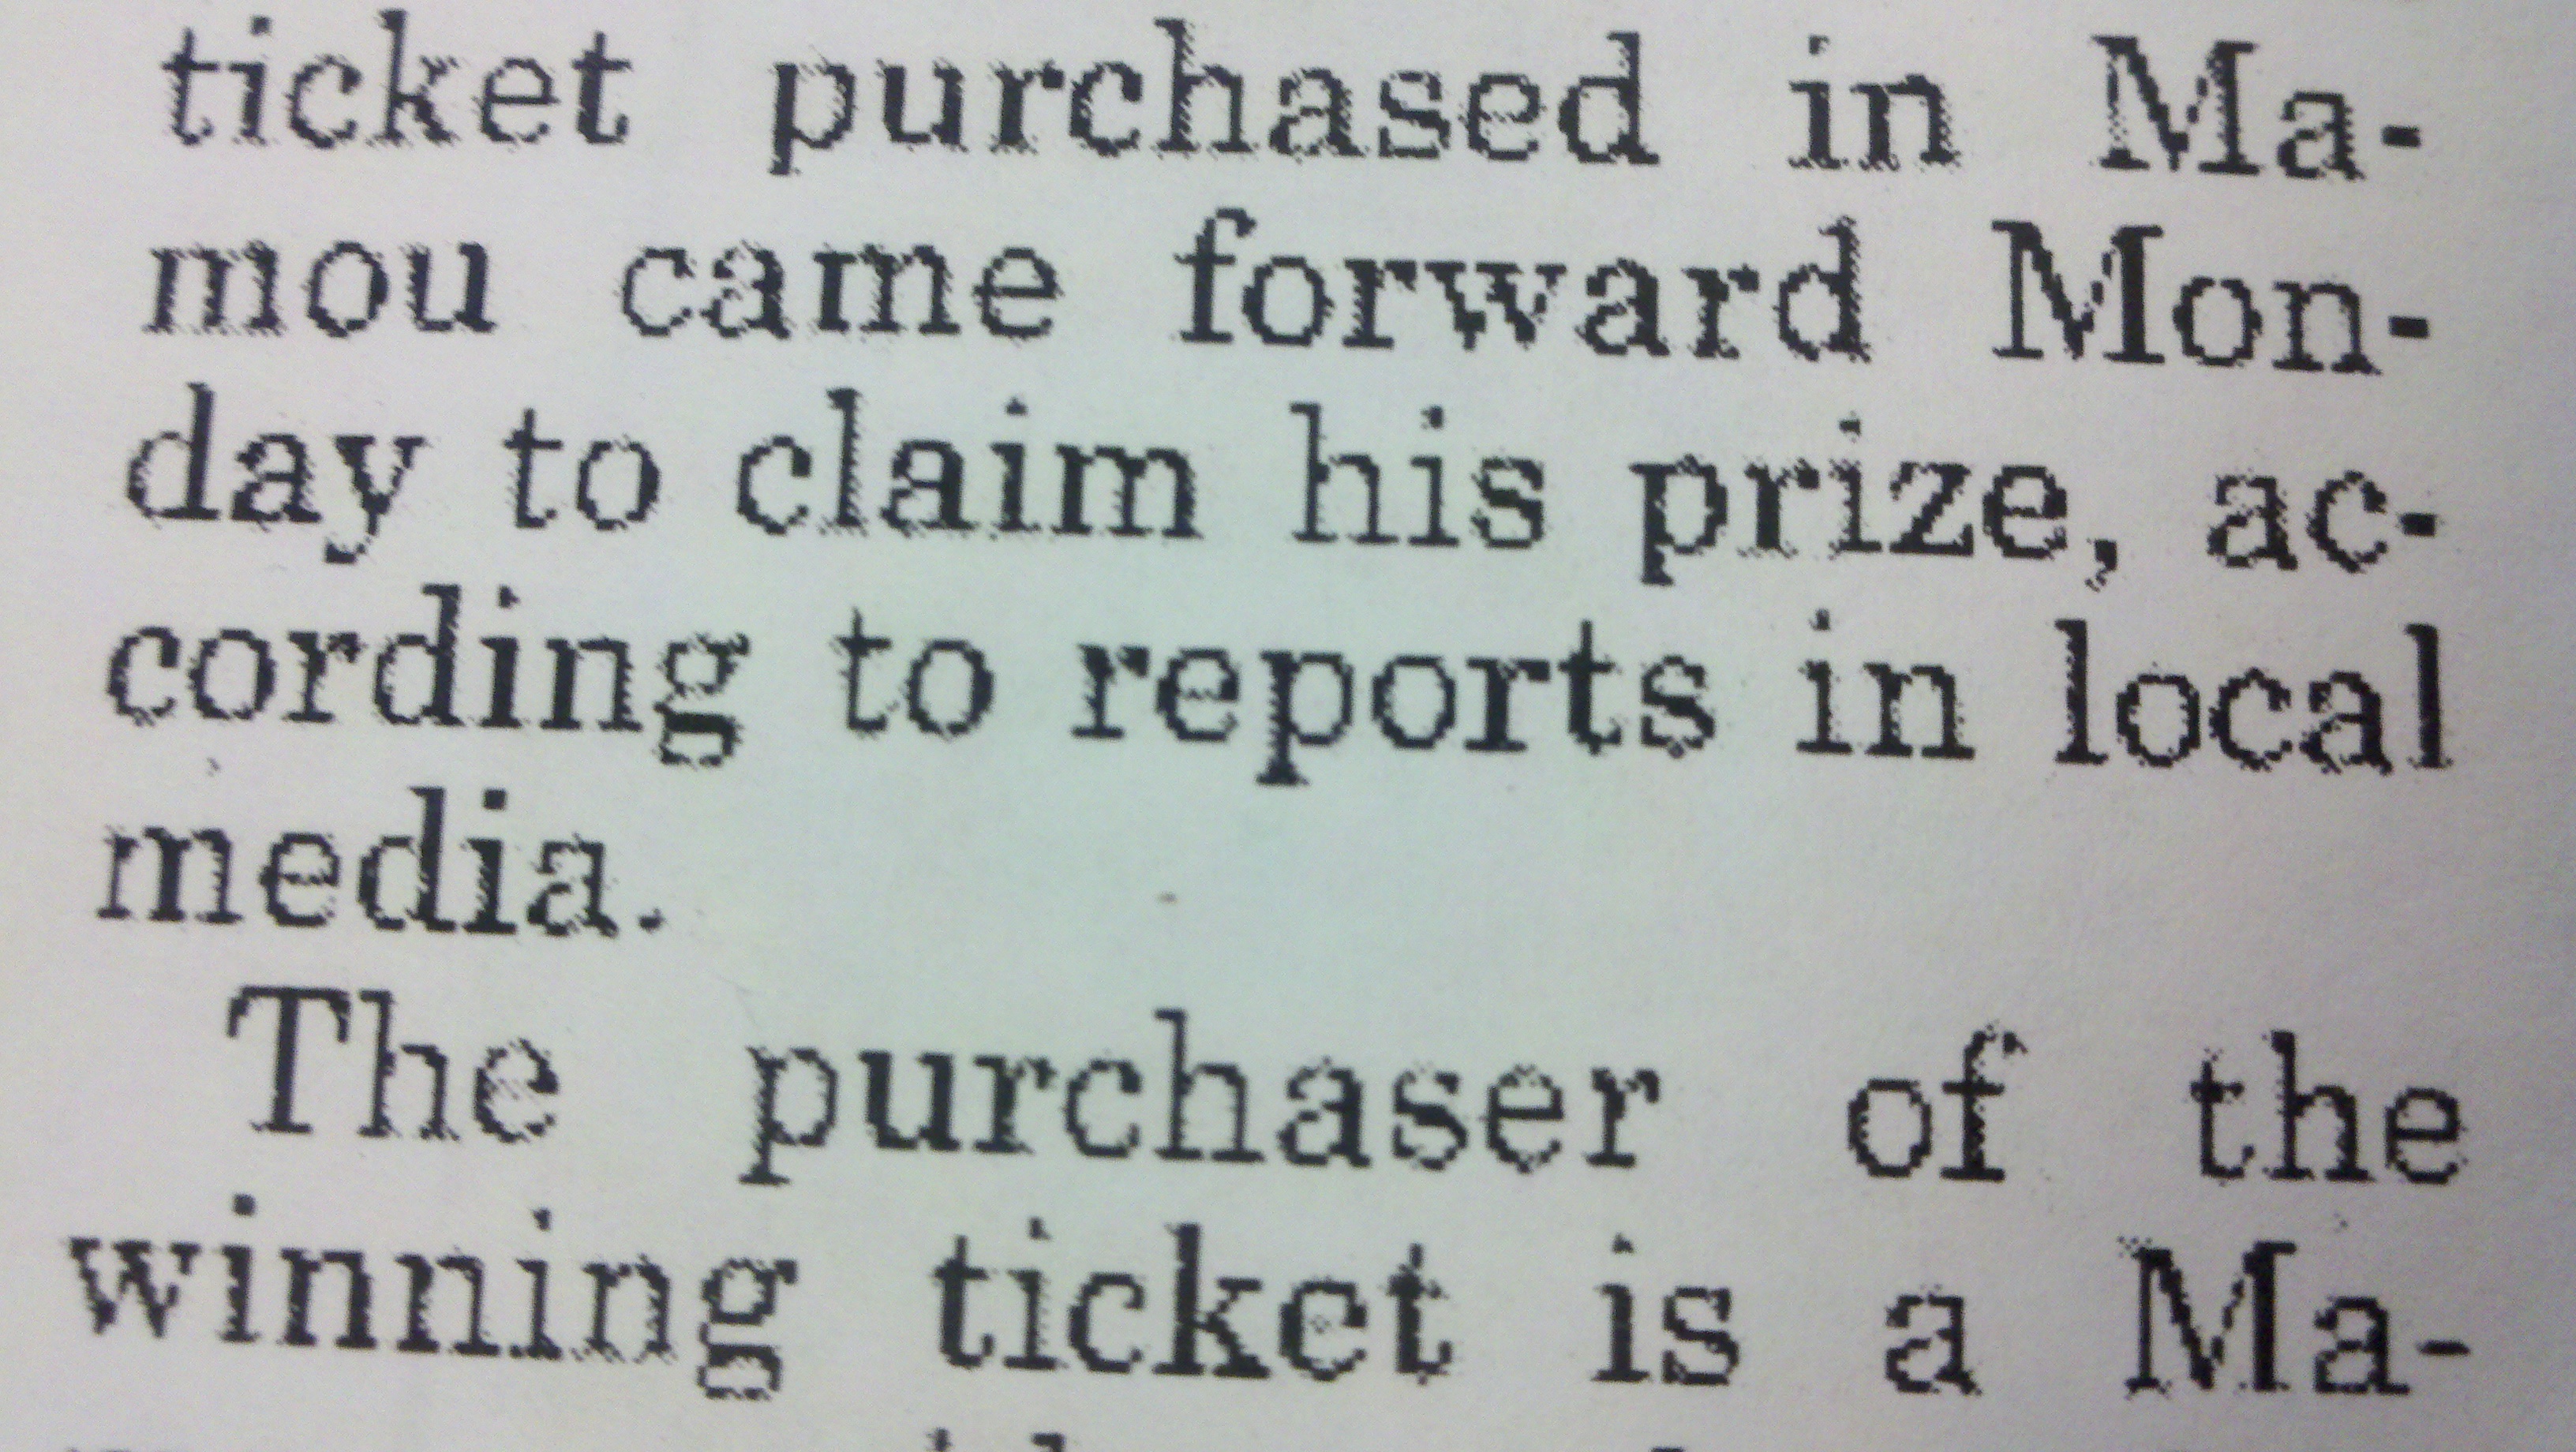 ticket purchased in Ma-
mou came forward Mon-
day to claim his prize, ac-
cording to reports in local
media.
The purchaser of the
winning ticket is a Ma-